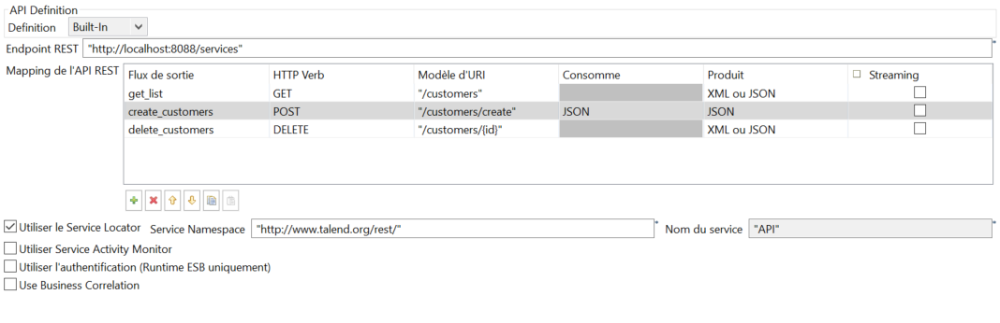 API Definition
Definition Built-In
Endpoint REST "http://localhost:8088/services" *
Mapping de l'API REST Flux de sortie HTTP Verb Modèle d'URI Consomme Produit Streaming
get_list GET "/customers" XML ou JSON
create_customers POST "/customers/create" JSON JSON
delete_customers DELETE "/customers/{id}" XML ou JSON
Utiliser le Service Locator Service Namespace "http://www.talend.org/rest/" * Nom du service "API" *
Utiliser Service Activity Monitor
Utiliser l'authentification (Runtime ESB uniquement)
Use Business Correlation